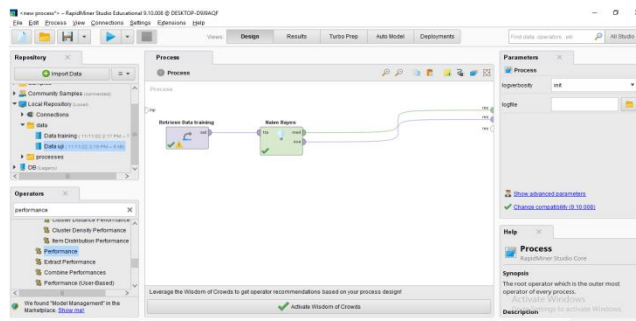 <new process*> – RapidMiner Studio Educational 9.10.008 @ DESKTOP-D9I9AQF
File Edit Process View Connections Settings Extensions Help
Views: Design Results Turbo Prep Auto Model Deployments
Find data, operators...etc
All Studio
Repository
Import Data
Community Samples (connected)
Local Repository (Local)
Connections
data
Data training
Data uji
processes
DB (Legacy)
Operators
performance
Cluster Distance Performance
Cluster Density Performance
Item Distribution Performance
Performance
Extract Performance
Combine Performances
Performance (User-Based)
We found "Model Management" in the
Marketplace. Show me!
Process
Process
Process
inp
res
res
res
Retrieve Data training
out
Naive Bayes
tra
mod
exa
Leverage the Wisdom of Crowds to get operator recommendations based on your process design!
Activate Wisdom of Crowds
Parameters
Process
logverbosity init
logfile
Show advanced parameters
Change compatibility (9.10.008)
Help
Process
RapidMiner Studio Core
Synopsis
The root operator which is the outer most
operator of every process.
Activate Windows
to activate Windows.
Description